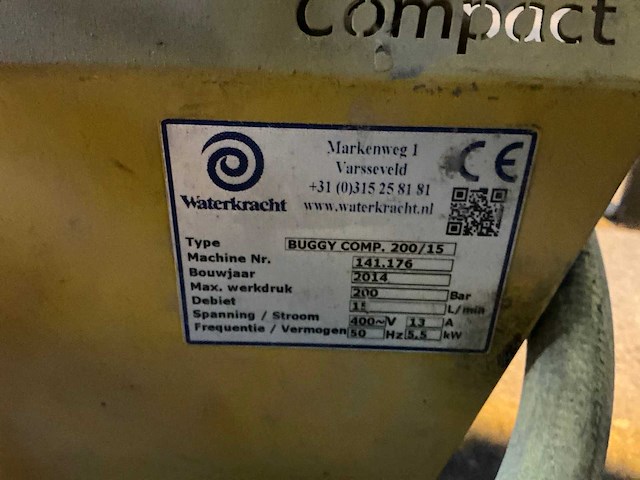 Compact
Markenweg 1
Varsseveld
+31 (0)315 25 81 81
www.waterkracht.nl
CE
Waterkracht
Type BUGGY COMP. 200/15
Machine Nr. 141.176
Bouwjaar 2014
Max. werkdruk 200 Bar
Debiet 15 L/min
Spanning / Stroom 400~ V 13 A
Frequentie / Vermogen 50 Hz 5,5 kW